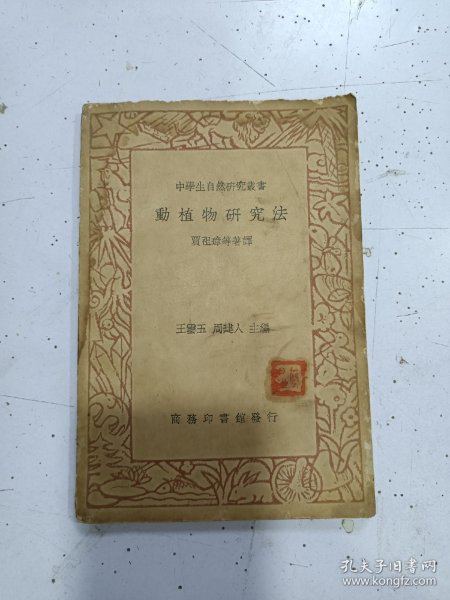 中學生自然研究叢書
動植物研究法
賈祖璋等著譯
王雲五 周建人 主編
商務印書館發行
孔夫子旧书网
www.kongfz.com